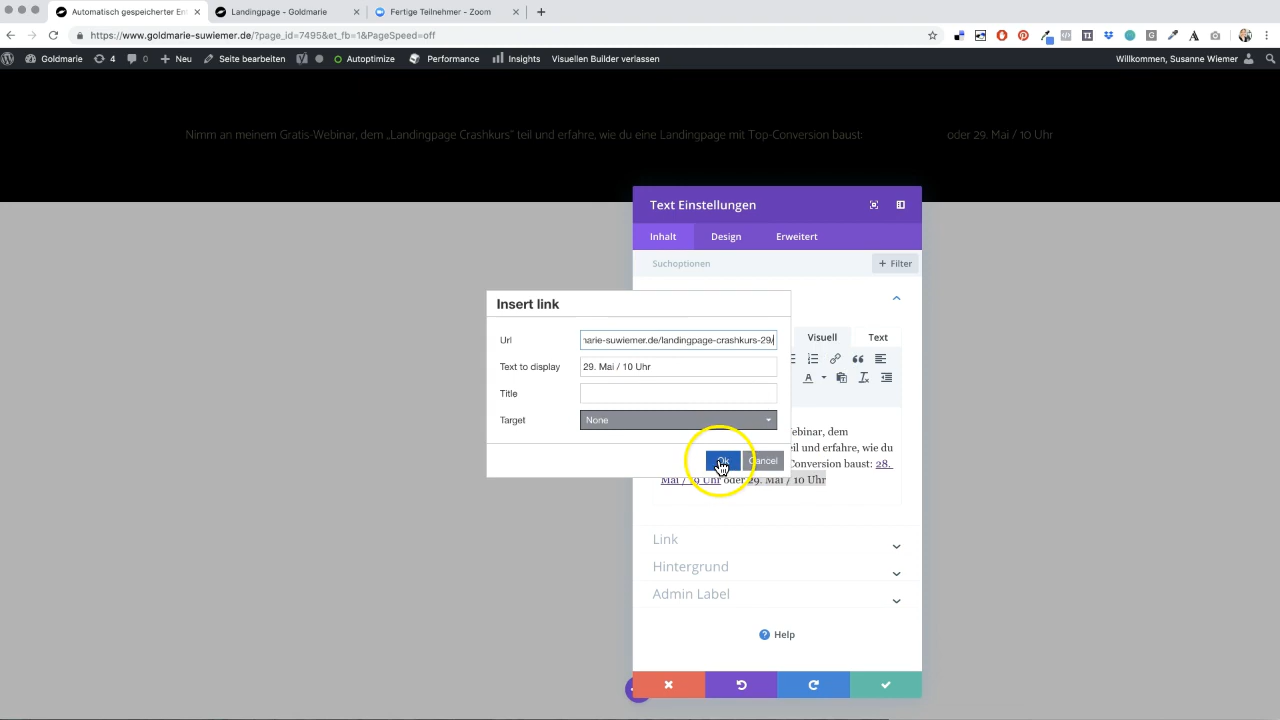 Automatisch gespeicherter En
Landingpage - Goldmarie
Fertige Teilnehmer - Zoom
https://www.goldmarie-suwiemer.de/?page_id=7495&et_fb=1&PageSpeed=off
Goldmarie 4 0 Neu Seite bearbeiten Autoptimize Performance Insights Visuellen Builder verlassen Willkommen, Susanne Wiemer
Nimm an meinem Gratis-Webinar, dem „Landingpage Crashkurs" teil und erfahre, wie du eine Landingpage mit Top-Conversion baust: oder 29. Mai / 10 Uhr
Text Einstellungen
Inhalt Design Erweitert
Suchoptionen + Filter
Insert link
Url
narie-suwiemer.de/landingpage-crashkurs-29/
Text to display
29. Mai / 10 Uhr
Title
Target
None
Ok Cancel
Visuell Text
ebinar, dem
teil und erfahre, wie du
Conversion baust: 28.
Mai / 19 Uhr oder 29. Mai / 10 Uhr
Link
Hintergrund
Admin Label
Help